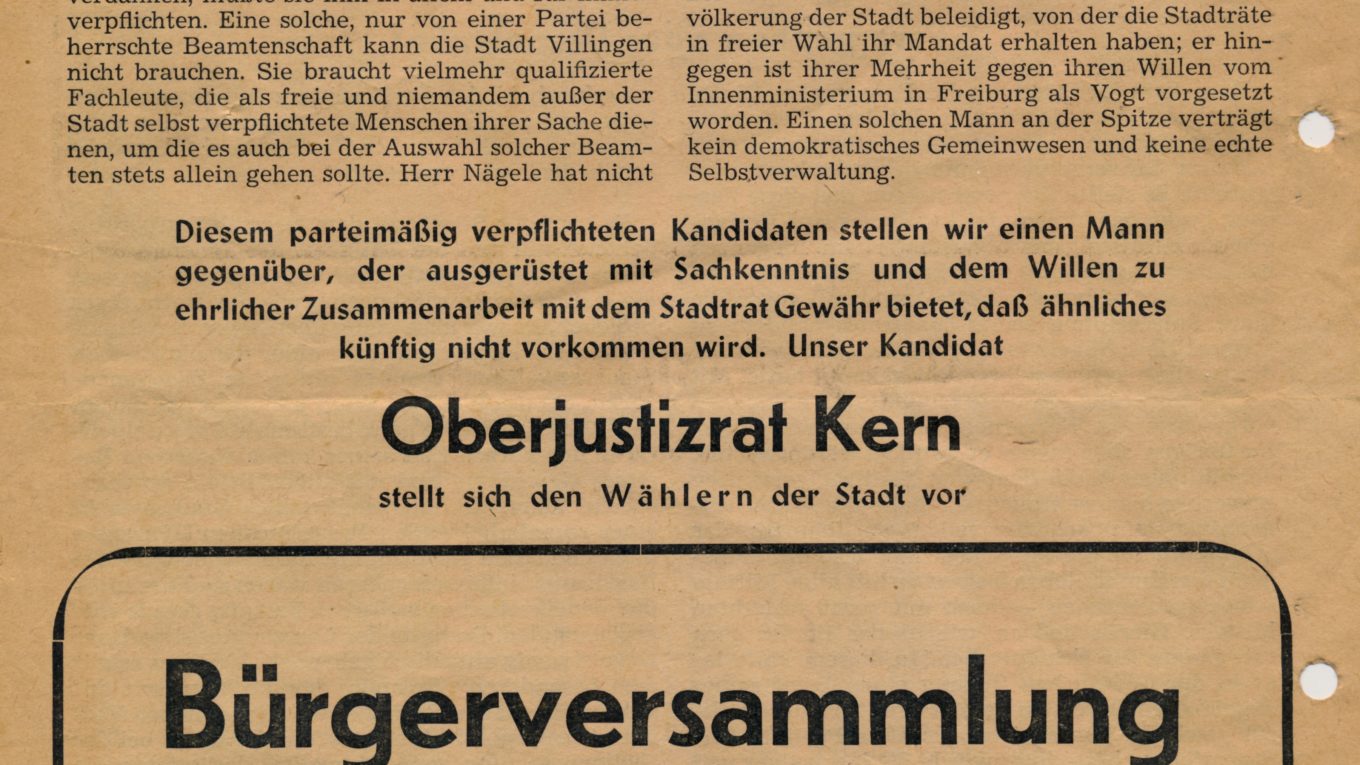 verpflichten. Eine solche, nur von einer Partei be-
herrschte Beamtenschaft kann die Stadt Villingen
nicht brauchen. Sie braucht vielmehr qualifizierte
Fachleute, die als freie und niemandem außer der
Stadt selbst verpflichtete Menschen ihrer Sache die-
nen, um die es auch bei der Auswahl solcher Beam-
ten stets allein gehen sollte. Herr Nägele hat nicht
völkerung der Stadt beleidigt, von der die Stadträte
in freier Wahl ihr Mandat erhalten haben; er hin-
gegen ist ihrer Mehrheit gegen ihren Willen vom
Innenministerium in Freiburg als Vogt vorgesetzt
worden. Einen solchen Mann an der Spitze verträgt
kein demokratisches Gemeinwesen und keine echte
Selbstverwaltung.
Diesem parteimäßig verpflichteten Kandidaten stellen wir einen Mann
gegenüber, der ausgerüstet mit Sachkenntnis und dem Willen zu
ehrlicher Zusammenarbeit mit dem Stadtrat Gewähr bietet, daß ähnliches
künftig nicht vorkommen wird. Unser Kandidat
Oberjustizrat Kern
stellt sich den Wählern der Stadt vor
Bürgerversammlung